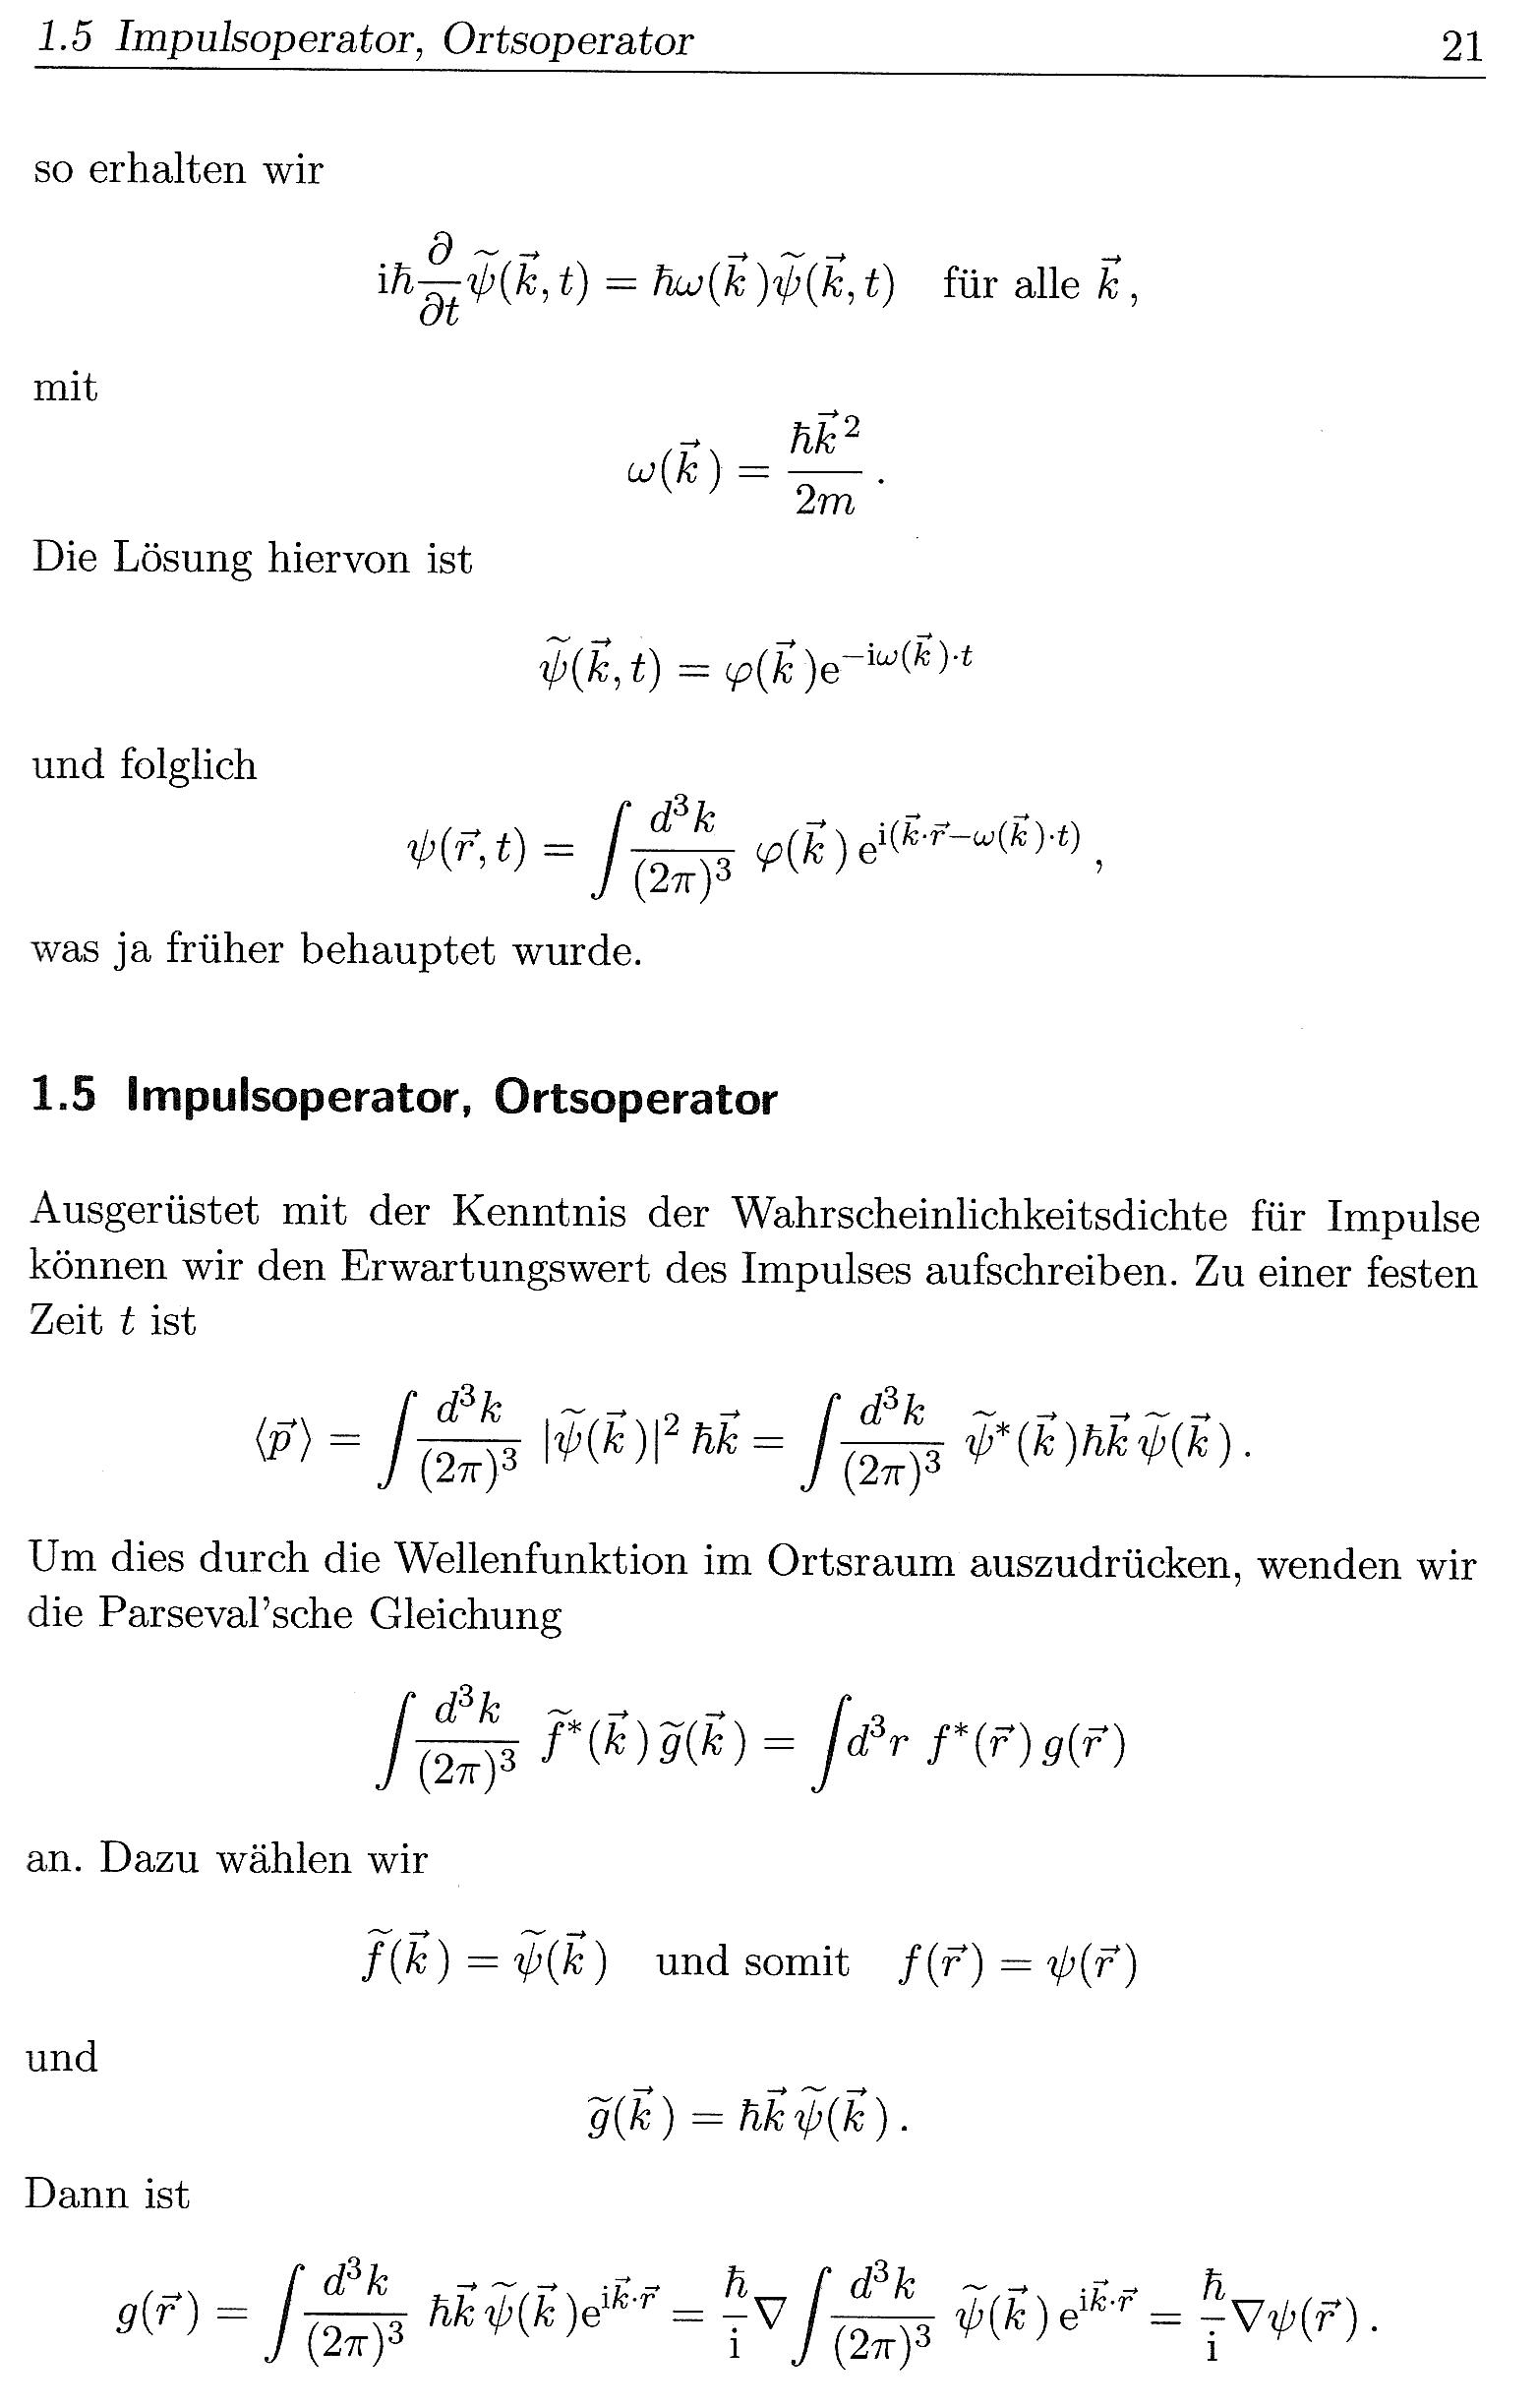 1.5 Impulsoperator, Ortsoperator 21
so erhalten wir
$$\mathrm{i}\hbar\frac{\partial}{\partial t}\widetilde{\psi}(\vec{k},t) = \hbar\omega(\vec{k})\widetilde{\psi}(\vec{k},t) \quad \text{für alle } \vec{k},$$
mit
$$\omega(\vec{k}) = \frac{\hbar\vec{k}^2}{2m}.$$
Die Lösung hiervon ist
$$\widetilde{\psi}(\vec{k},t) = \varphi(\vec{k})\mathrm{e}^{-\mathrm{i}\omega(\vec{k})\cdot t}$$
und folglich
$$\psi(\vec{r},t) = \int \frac{d^3k}{(2\pi)^3} \varphi(\vec{k})\,\mathrm{e}^{\mathrm{i}(\vec{k}\cdot\vec{r}-\omega(\vec{k})\cdot t)},$$
was ja früher behauptet wurde.
1.5 Impulsoperator, Ortsoperator
Ausgerüstet mit der Kenntnis der Wahrscheinlichkeitsdichte für Impulse
können wir den Erwartungswert des Impulses aufschreiben. Zu einer festen
Zeit $t$ ist
$$\langle\vec{p}\rangle = \int \frac{d^3k}{(2\pi)^3} |\widetilde{\psi}(\vec{k})|^2 \hbar\vec{k} = \int \frac{d^3k}{(2\pi)^3} \widetilde{\psi}^*(\vec{k})\hbar\vec{k}\,\widetilde{\psi}(\vec{k}).$$
Um dies durch die Wellenfunktion im Ortsraum auszudrücken, wenden wir
die Parseval'sche Gleichung
$$\int \frac{d^3k}{(2\pi)^3} \widetilde{f}^*(\vec{k})\,\widetilde{g}(\vec{k}) = \int d^3r\, f^*(\vec{r})\,g(\vec{r})$$
an. Dazu wählen wir
$$\widetilde{f}(\vec{k}) = \widetilde{\psi}(\vec{k}) \quad \text{und somit} \quad f(\vec{r}) = \psi(\vec{r})$$
und
$$\widetilde{g}(\vec{k}) = \hbar\vec{k}\,\widetilde{\psi}(\vec{k}).$$
Dann ist
$$g(\vec{r}) = \int \frac{d^3k}{(2\pi)^3} \hbar\vec{k}\,\widetilde{\psi}(\vec{k})\mathrm{e}^{\mathrm{i}\vec{k}\cdot\vec{r}} = \frac{\hbar}{\mathrm{i}}\nabla \int \frac{d^3k}{(2\pi)^3} \widetilde{\psi}(\vec{k})\,\mathrm{e}^{\mathrm{i}\vec{k}\cdot\vec{r}} = \frac{\hbar}{\mathrm{i}}\nabla\psi(\vec{r}).$$